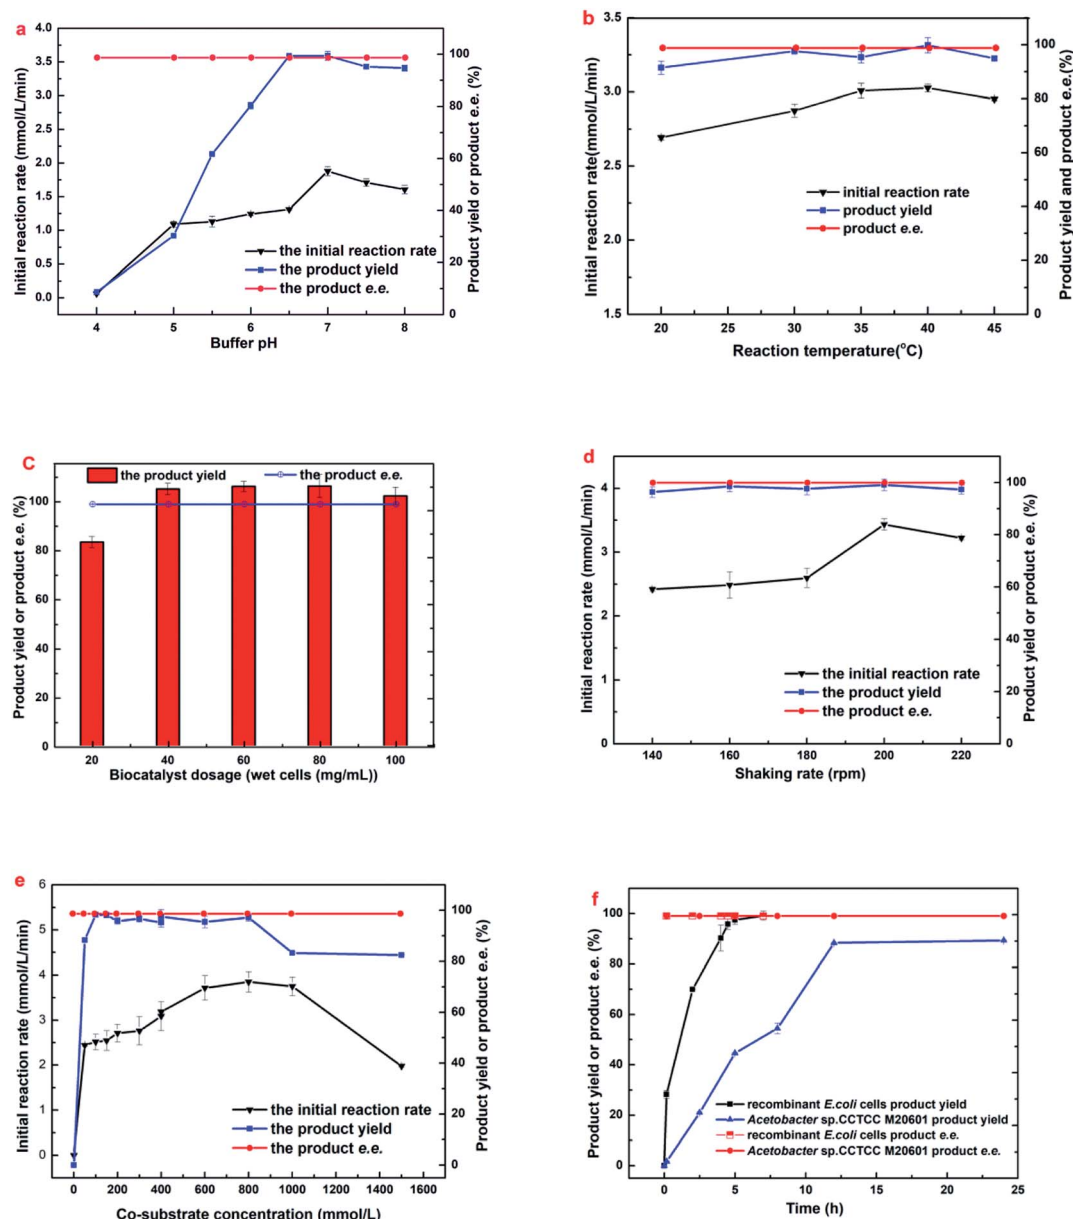 a
4.0
3.5
3.0
2.5
2.0
1.5
1.0
0.5
0.0
Initial reaction rate (mmol/L/min)
100
80
60
40
20
0
Product yield or product e.e. (%)
the initial reaction rate
the product yield
the product e.e.
4 5 6 7 8
Buffer pH
b
3.5
3.0
2.5
2.0
1.5
Initial reaction rate(mmol/L/min)
100
80
60
40
20
0
Product yield and product e.e.(%)
initial reaction rate
product yield
product e.e.
20 25 30 35 40 45
Reaction temperature(°C)
C
the product yield
the product e.e.
100
80
60
40
20
0
Product yield or product e.e. (%)
20 40 60 80 100
Biocatalyst dosage (wet cells (mg/mL))
d
4
3
2
1
0
Initial reaction rate (mmol/L/min)
100
80
60
40
20
0
Product yield or product e.e. (%)
the initial reaction rate
the product yield
the product e.e.
140 160 180 200 220
Shaking rate (rpm)
e
6
5
4
3
2
1
0
Initial reaction rate (mmol/L/min)
100
80
60
40
20
0
Product yield or product e.e. (%)
the initial reaction rate
the product yield
the product e.e.
0 200 400 600 800 1000 1200 1400 1600
Co-substrate concentration (mmol/L)
f
100
80
60
40
20
0
Product yield or product e.e. (%)
recombinant E.coli cells product yield
Acetobacter sp.CCTCC M20601 product yield
recombinant E.coli cells product e.e.
Acetobacter sp.CCTCC M20601 product e.e.
0 5 10 15 20 25
Time (h)